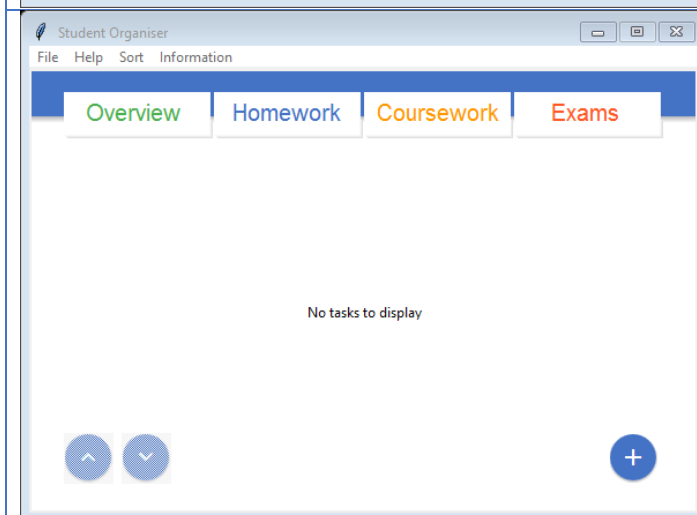 Student Organiser
File Help Sort Information
Overview Homework Coursework Exams
No tasks to display